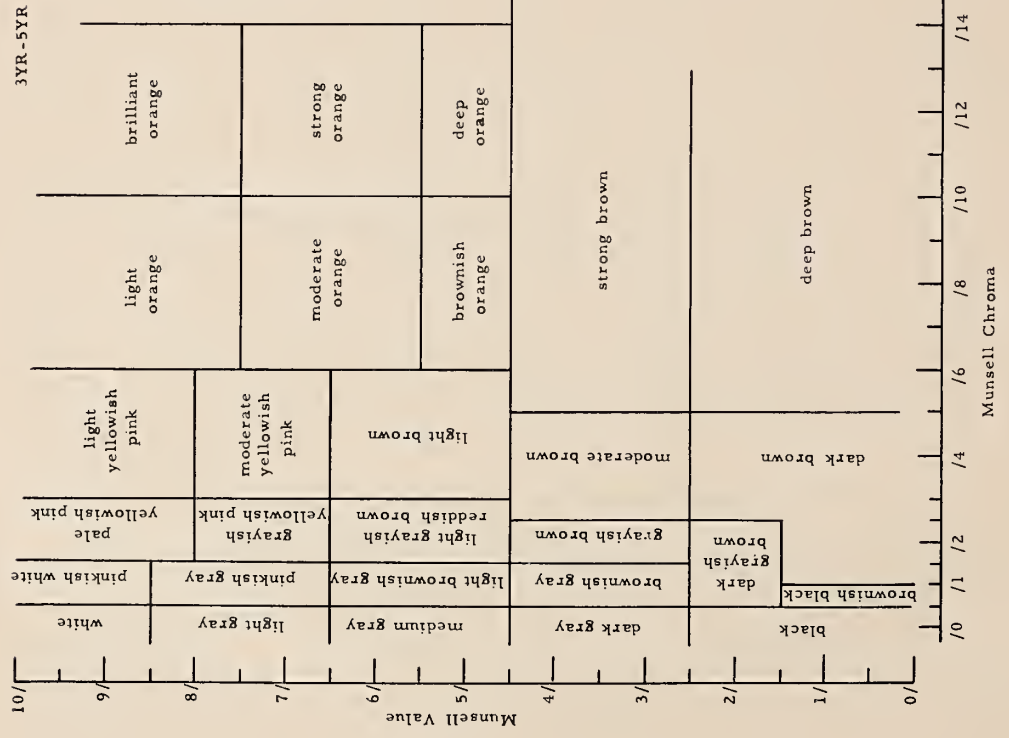 3YR-5YR
brilliant
orange
strong
orange
deep
orange
light
orange
moderate
orange
brownish
orange
strong brown
deep brown
light
yellowish
pink
moderate
yellowish
pink
light brown
moderate brown
dark brown
pale
yellowish pink
grayish
yellowish pink
light grayish
reddish brown
grayish brown
dark
grayish
brown
pinkish white
pinkish gray
light brownish gray
brownish gray
brownish black
white
light gray
medium gray
dark gray
black
10/
9/
8/
7/
6/
5/
4/
3/
2/
1/
0/
Munsell Value
/0
/1
/2
/4
/6
/8
/10
/12
/14
Munsell Chroma